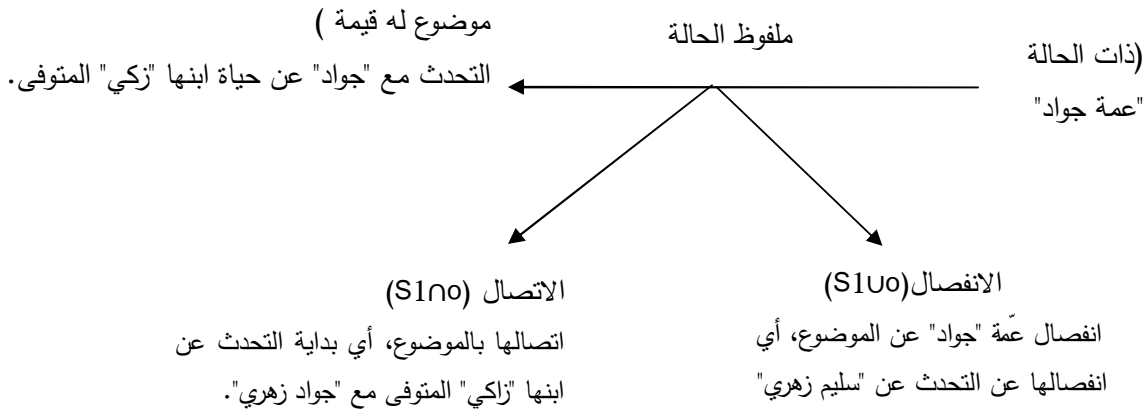 (ذات الحالة
"عمة جواد"
ملفوظ الحالة
موضوع له قيمة )
التحدث مع "جواد" عن حياة ابنها "زكي" المتوفى.
الانفصال(S1∪o)
انفصال عمّة "جواد" عن الموضوع، أي
انفصالها عن التحدث عن "سليم زهري"
الاتصال (S1∩o)
اتصالها بالموضوع، أي بداية التحدث عن
ابنها "زاكي" المتوفى مع "جواد زهري".